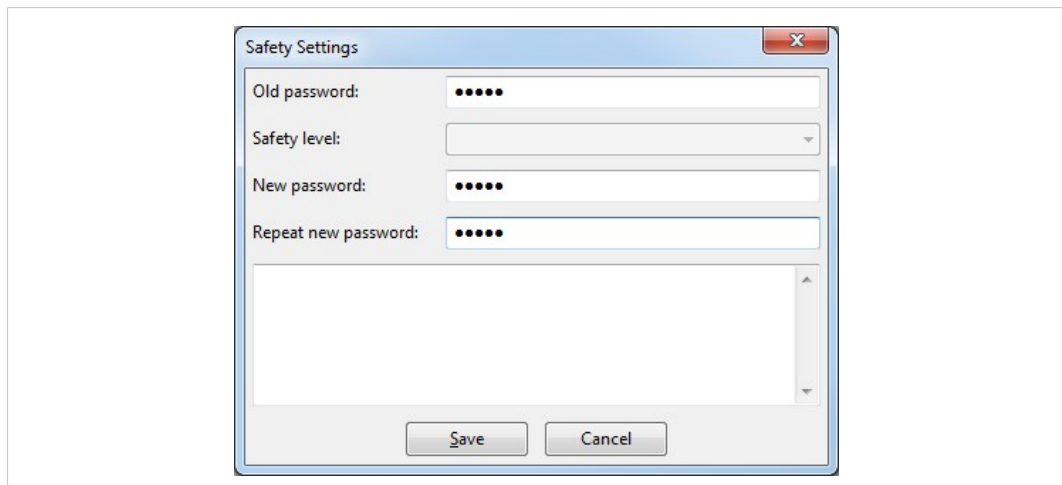 Safety Settings
Old password: •••••
Safety level:
New password: •••••
Repeat new password: •••••
Save Cancel